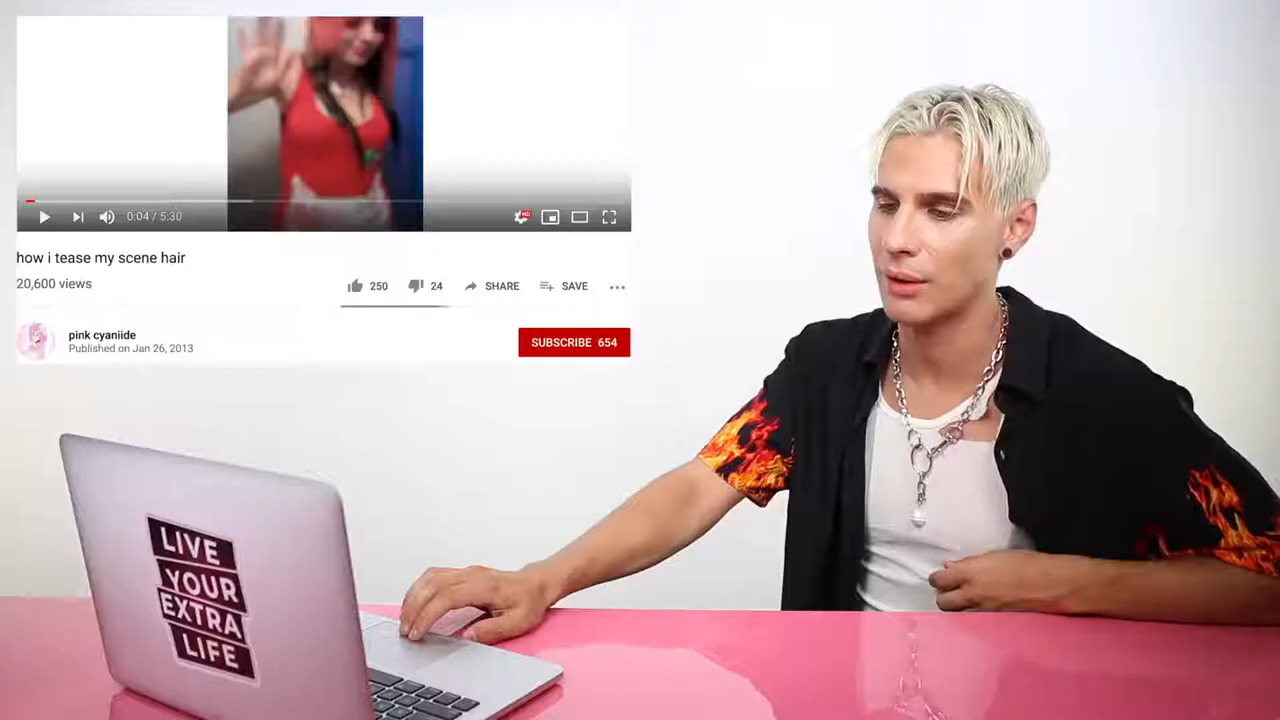 0:04 / 5:30
HD
how i tease my scene hair
20,600 views
250
24
SHARE
SAVE
pink cyaniide
Published on Jan 26, 2013
SUBSCRIBE 654
LIVE
YOUR
EXTRA
LIFE